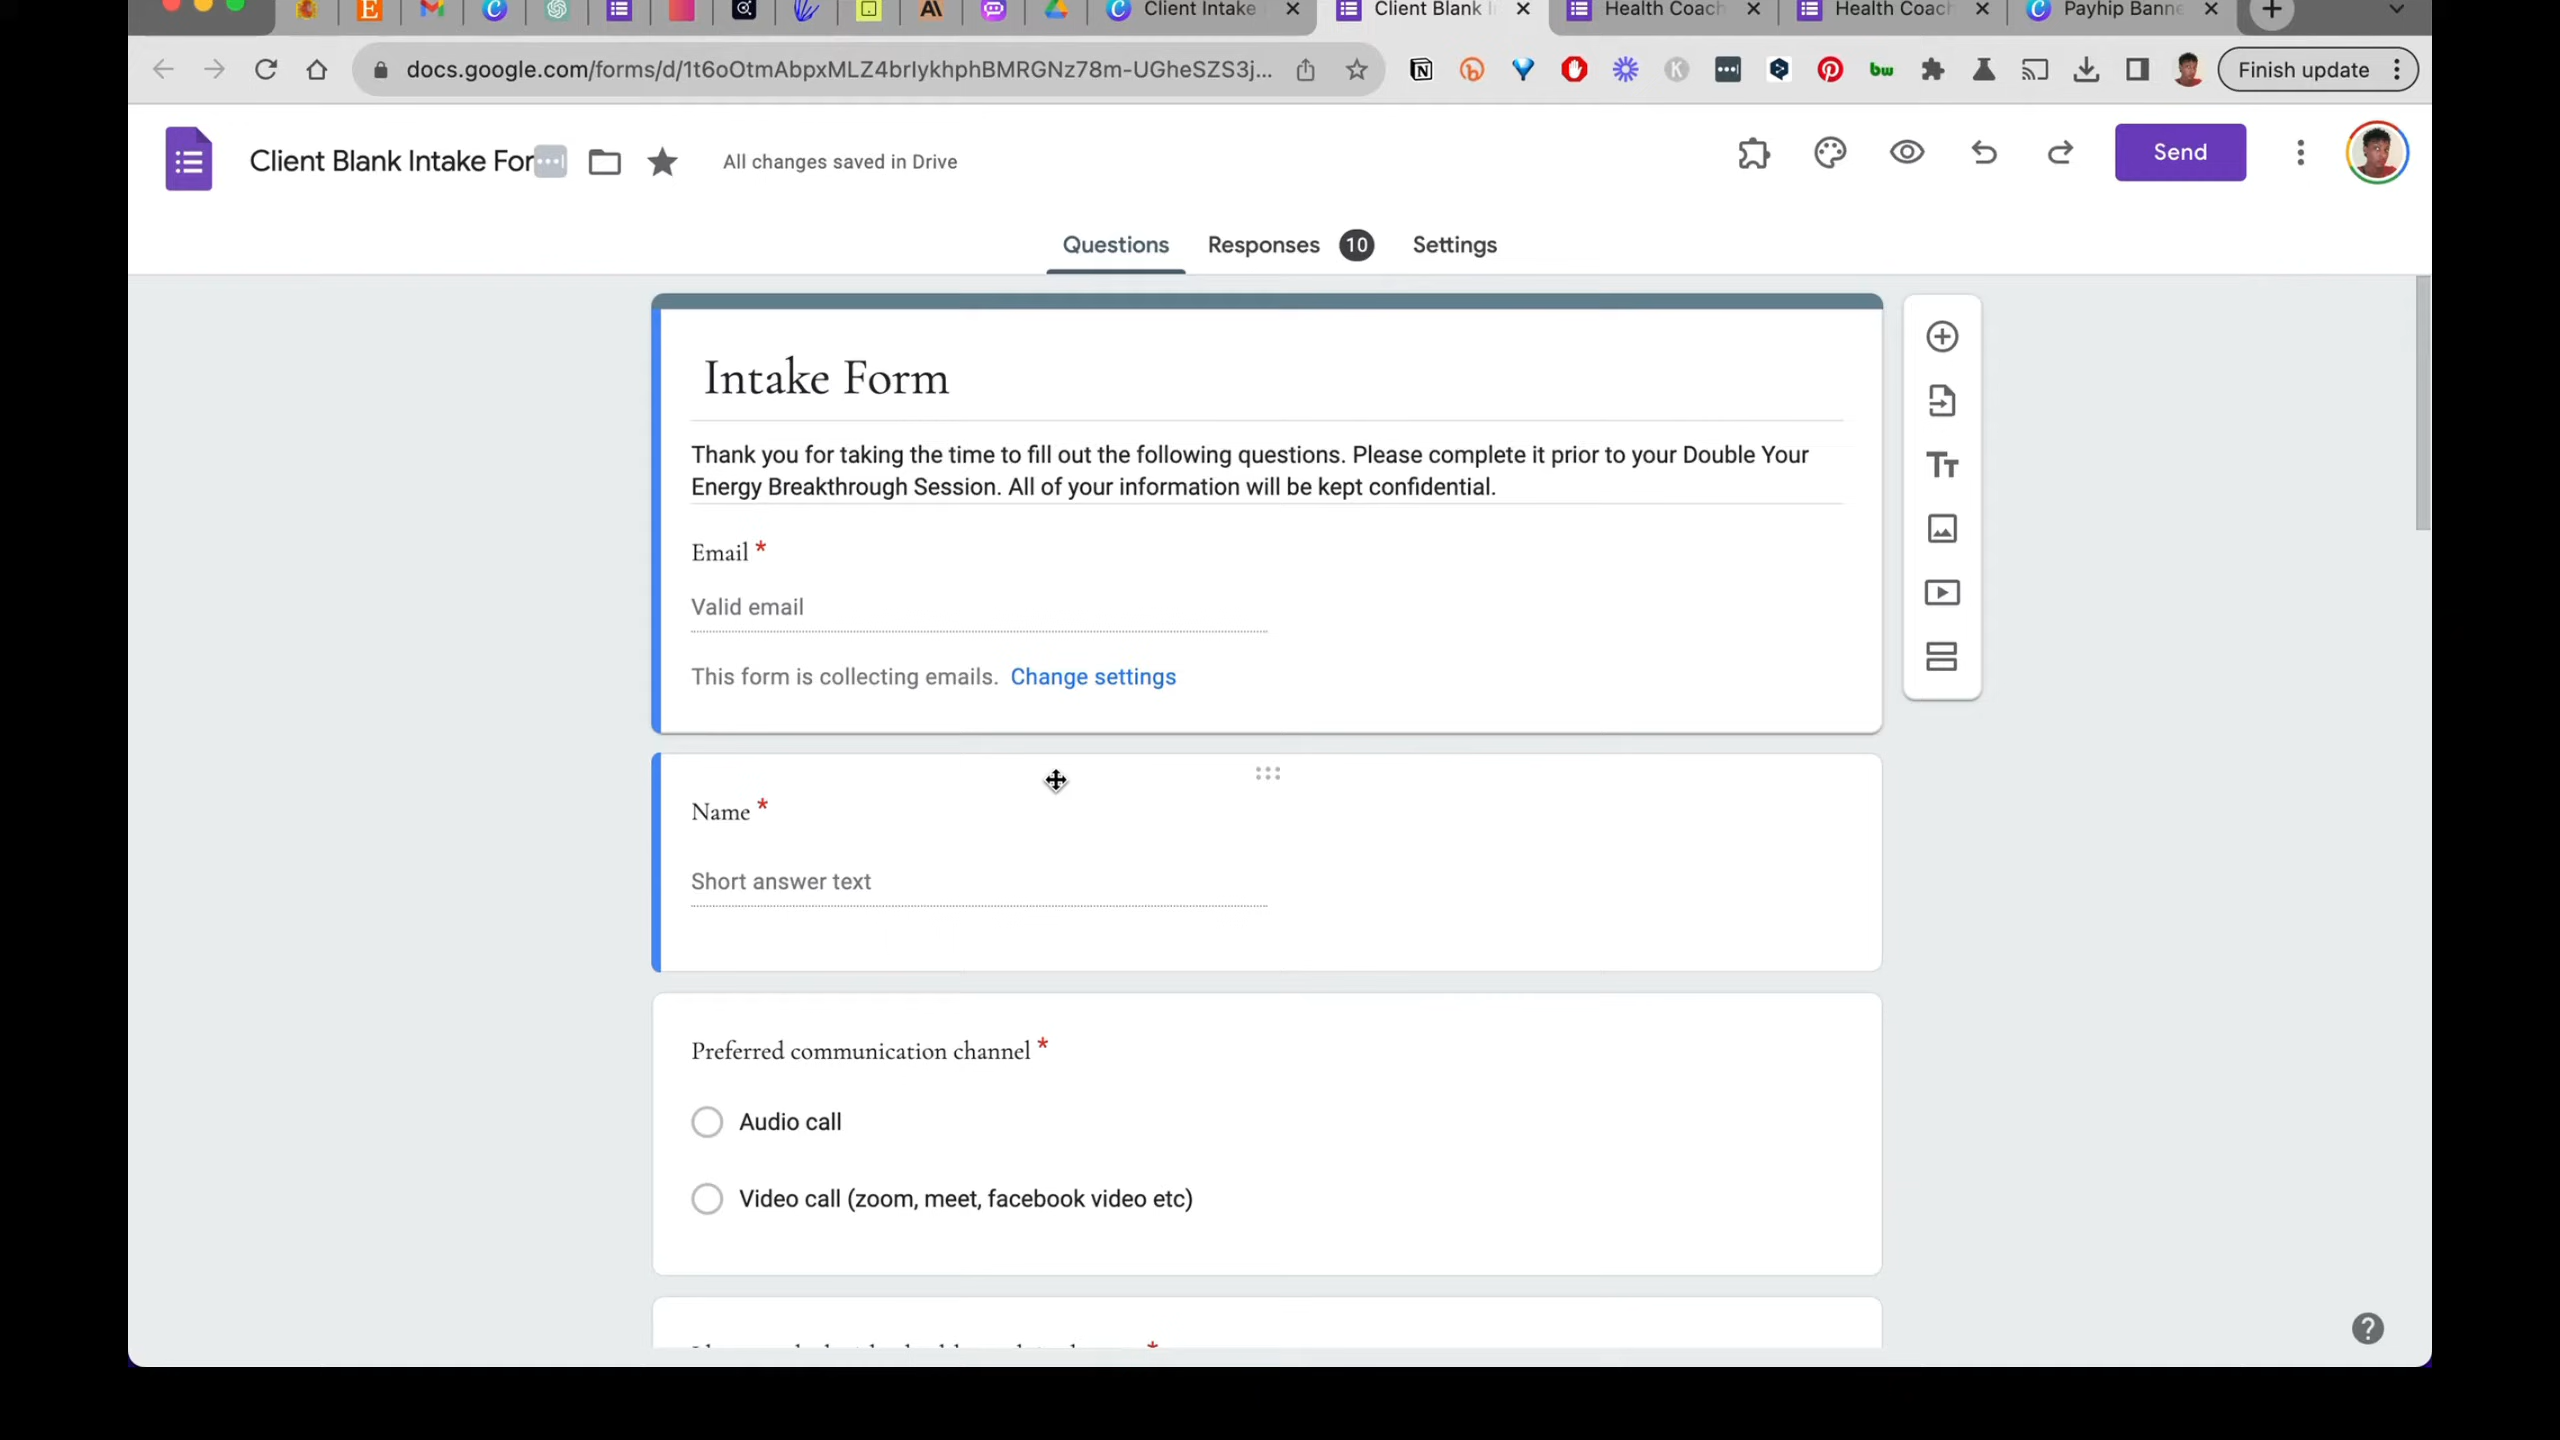 Client Intake
Client Blank I
Health Coach
Health Coach
Payhip Banne
docs.google.com/forms/d/1t6oOtmAbpxMLZ4brIykhphBMRGNz78m-UGheSZS3j...
bw
Finish update
Client Blank Intake For
All changes saved in Drive
Send
Questions
Responses 10
Settings
Intake Form
Thank you for taking the time to fill out the following questions. Please complete it prior to your Double Your
Energy Breakthrough Session. All of your information will be kept confidential.
Email *
Valid email
This form is collecting emails. Change settings
Name *
Short answer text
Preferred communication channel *
Audio call
Video call (zoom, meet, facebook video etc)